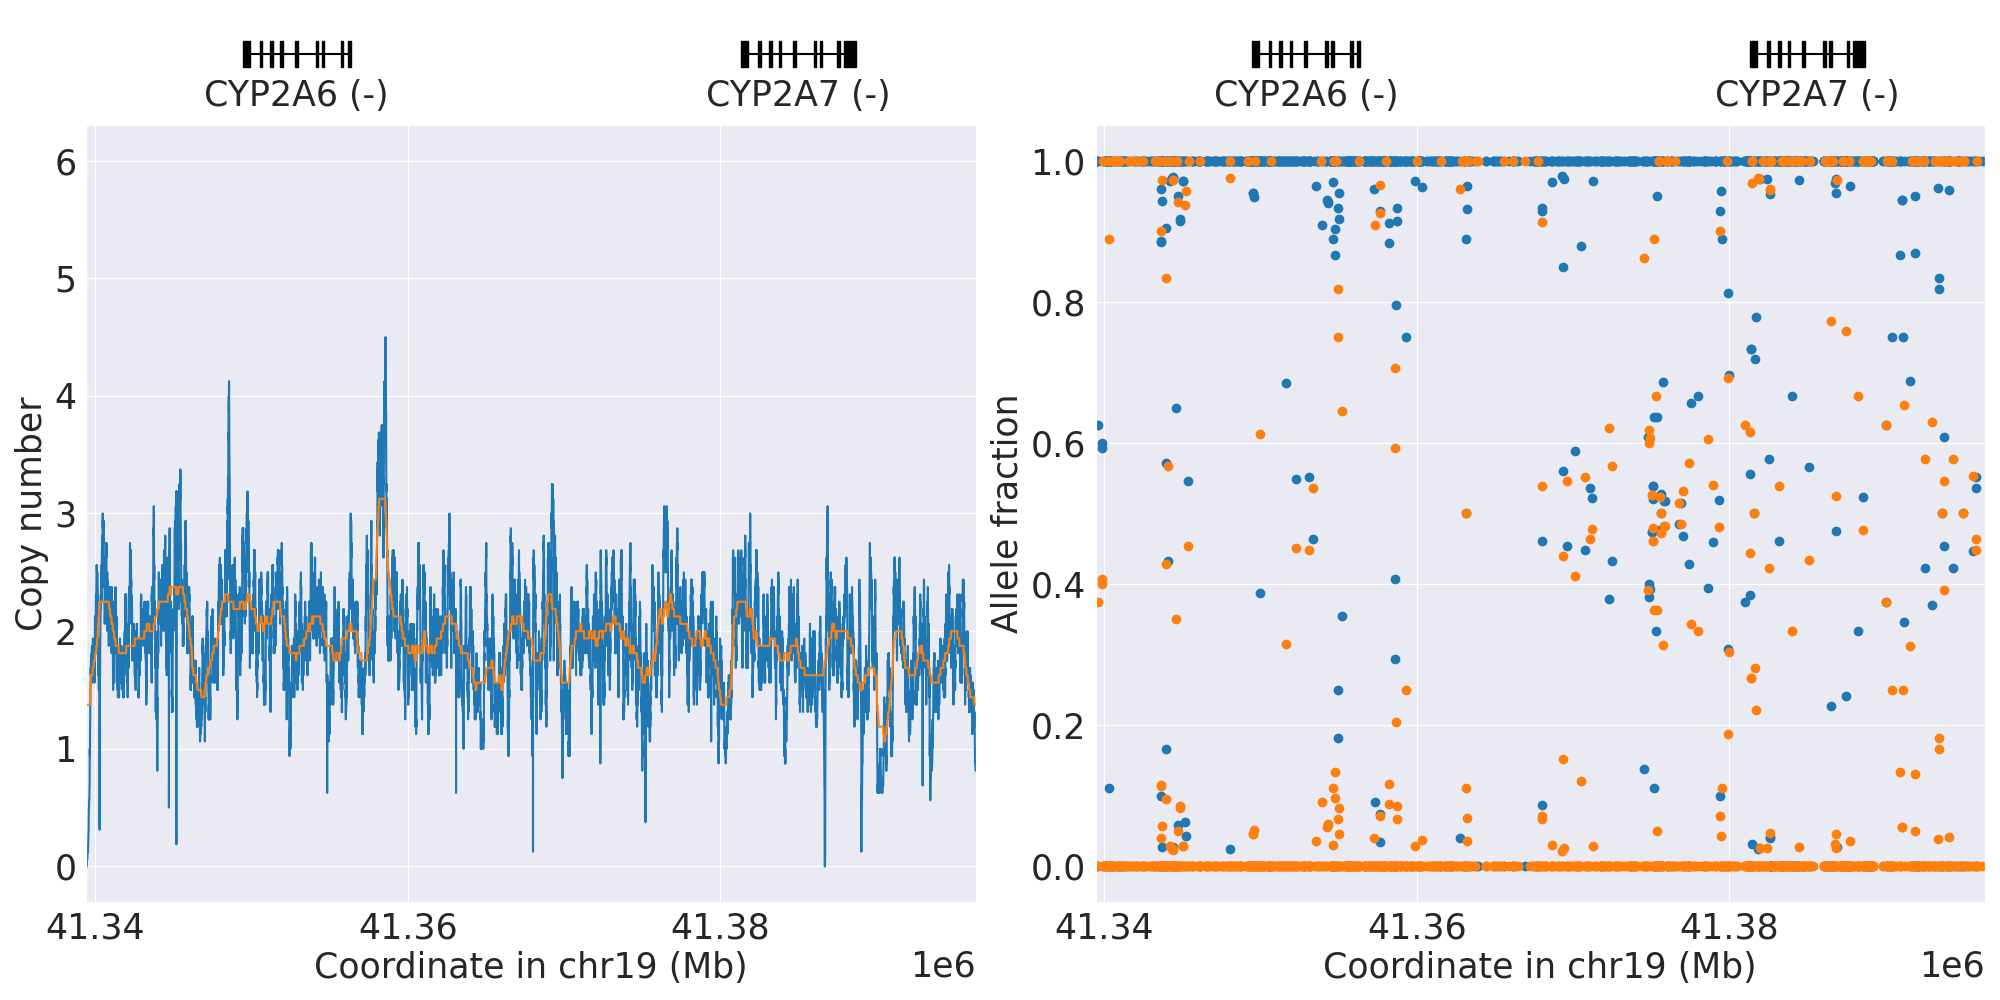 CYP2A6 (-) CYP2A7 (-)
CYP2A6 (-) CYP2A7 (-)
Copy number
6
5
4
3
2
1
0
41.34 41.36 41.38
Coordinate in chr19 (Mb) 1e6
Allele fraction
1.0
0.8
0.6
0.4
0.2
0.0
41.34 41.36 41.38
Coordinate in chr19 (Mb) 1e6